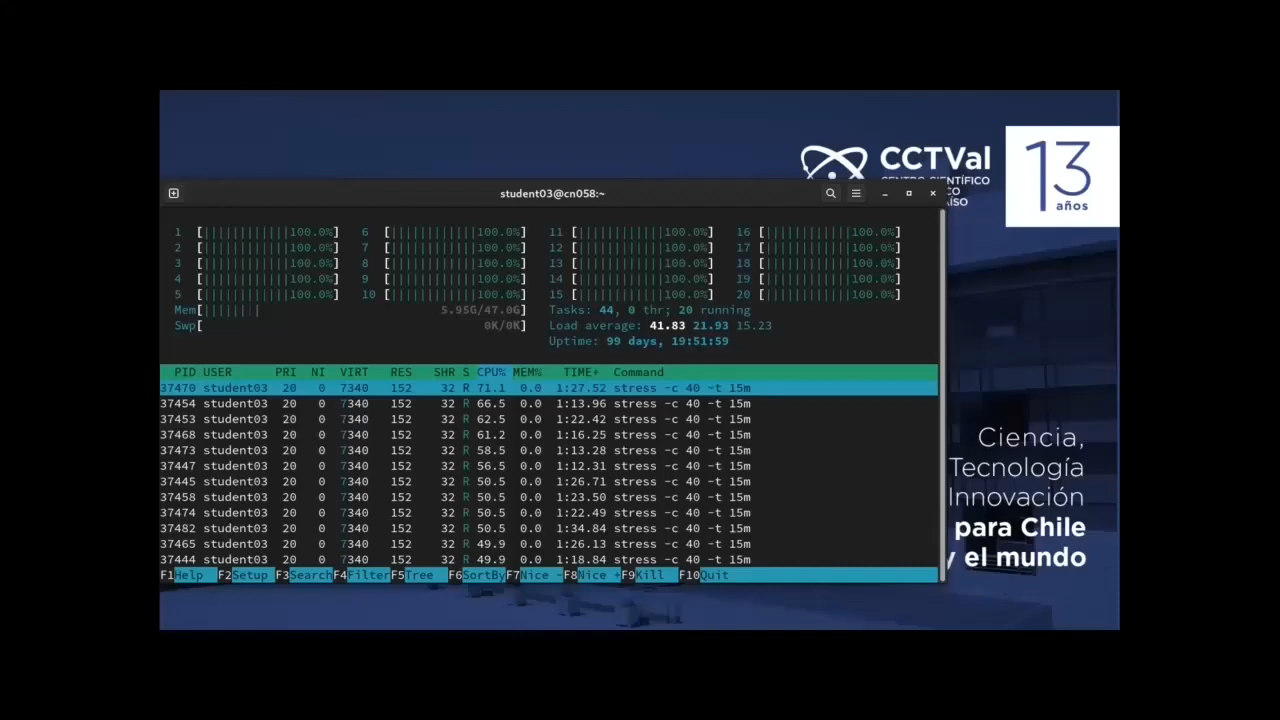 CCTVal
CENTRO CIENTÍFICO
CO
AÍSO
13
años
student03@cn058:~
1 [||||||||||||100.0%] 6 [||||||||||||100.0%] 11 [||||||||||||100.0%] 16 [||||||||||||100.0%]
2 [||||||||||||100.0%] 7 [||||||||||||100.0%] 12 [||||||||||||100.0%] 17 [||||||||||||100.0%]
3 [||||||||||||100.0%] 8 [||||||||||||100.0%] 13 [||||||||||||100.0%] 18 [||||||||||||100.0%]
4 [||||||||||||100.0%] 9 [||||||||||||100.0%] 14 [||||||||||||100.0%] 19 [||||||||||||100.0%]
5 [||||||||||||100.0%] 10 [||||||||||||100.0%] 15 [||||||||||||100.0%] 20 [||||||||||||100.0%]
Mem[|||||||| 5.95G/47.0G] Tasks: 44, 0 thr; 20 running
Swp[ 0K/0K] Load average: 41.83 21.93 15.23
Uptime: 99 days, 19:51:59
PID USER PRI NI VIRT RES SHR S CPU% MEM% TIME+ Command
37470 student03 20 0 7340 152 32 R 71.1 0.0 1:27.52 stress -c 40 -t 15m
37454 student03 20 0 7340 152 32 R 66.5 0.0 1:13.96 stress -c 40 -t 15m
37453 student03 20 0 7340 152 32 R 62.5 0.0 1:22.42 stress -c 40 -t 15m
37468 student03 20 0 7340 152 32 R 61.2 0.0 1:16.25 stress -c 40 -t 15m
37473 student03 20 0 7340 152 32 R 58.5 0.0 1:13.28 stress -c 40 -t 15m
37447 student03 20 0 7340 152 32 R 56.5 0.0 1:12.31 stress -c 40 -t 15m
37445 student03 20 0 7340 152 32 R 50.5 0.0 1:26.71 stress -c 40 -t 15m
37458 student03 20 0 7340 152 32 R 50.5 0.0 1:23.50 stress -c 40 -t 15m
37474 student03 20 0 7340 152 32 R 50.5 0.0 1:22.49 stress -c 40 -t 15m
37482 student03 20 0 7340 152 32 R 50.5 0.0 1:34.84 stress -c 40 -t 15m
37465 student03 20 0 7340 152 32 R 49.9 0.0 1:26.13 stress -c 40 -t 15m
37444 student03 20 0 7340 152 32 R 49.9 0.0 1:18.84 stress -c 40 -t 15m
F1Help F2Setup F3SearchF4FilterF5Tree F6SortByF7Nice -F8Nice +F9Kill F10Quit
Ciencia,
Tecnología
Innovación
para Chile
y el mundo